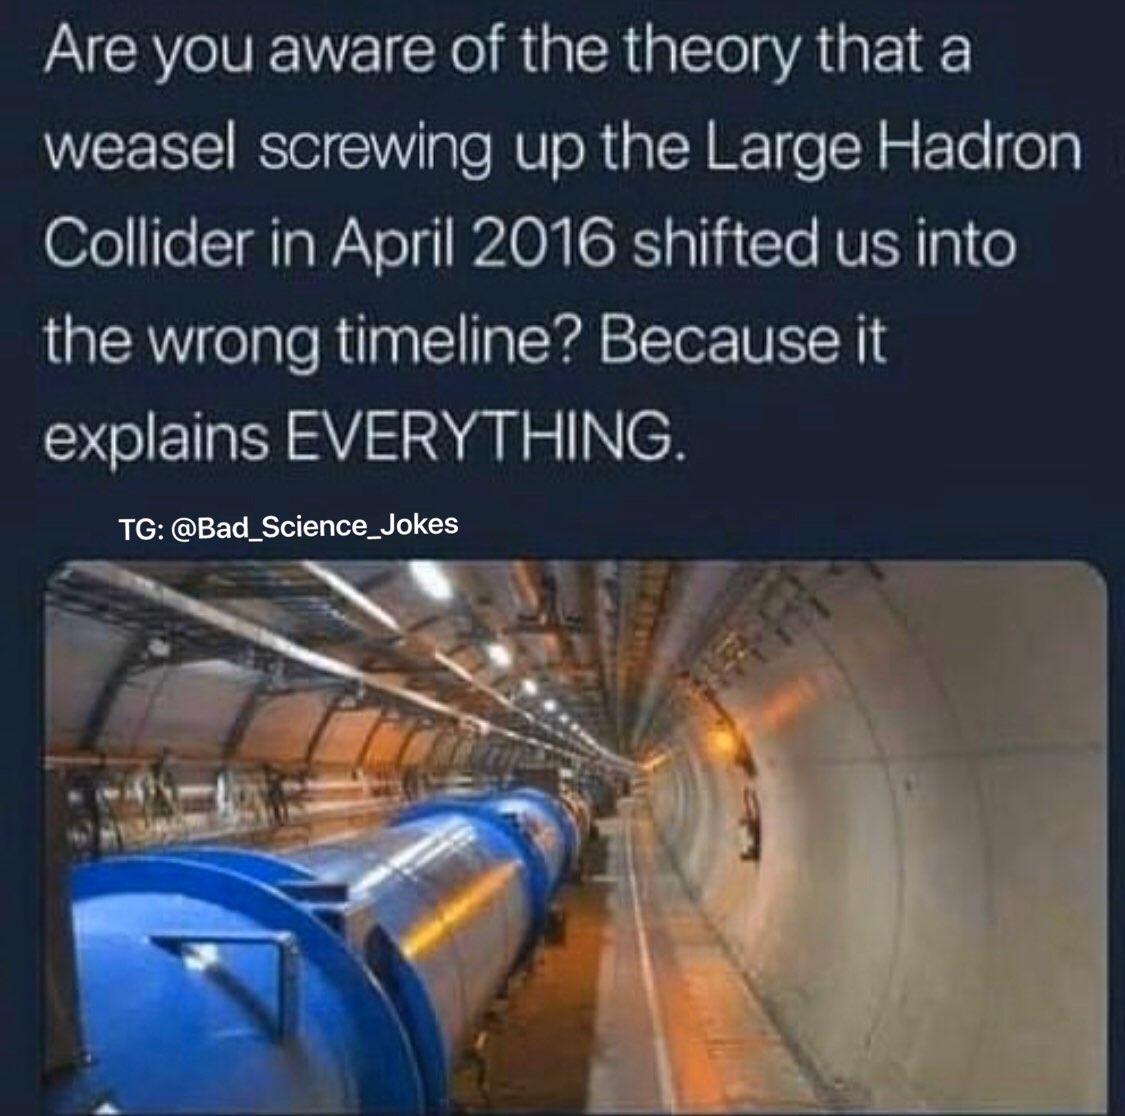 Are you aware of the theory that a
weasel screwing up the Large Hadron
Collider in April 2016 shifted us into
the wrong timeline? Because it
explains EVERYTHING.
TG: @Bad_Science_Jokes